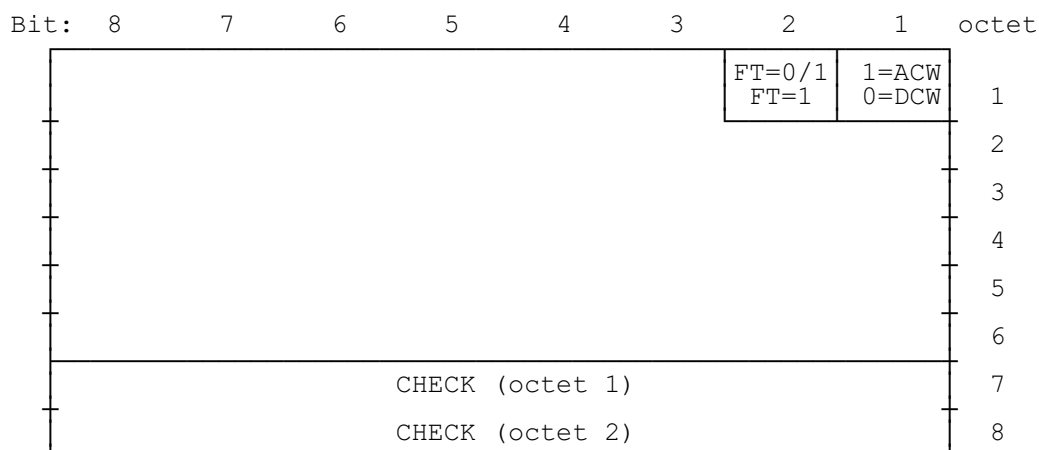 Bit: 8 7 6 5 4 3 2 1 octet
FT=0/1 1=ACW
FT=1 0=DCW 1
2
3
4
5
6
CHECK (octet 1) 7
CHECK (octet 2) 8